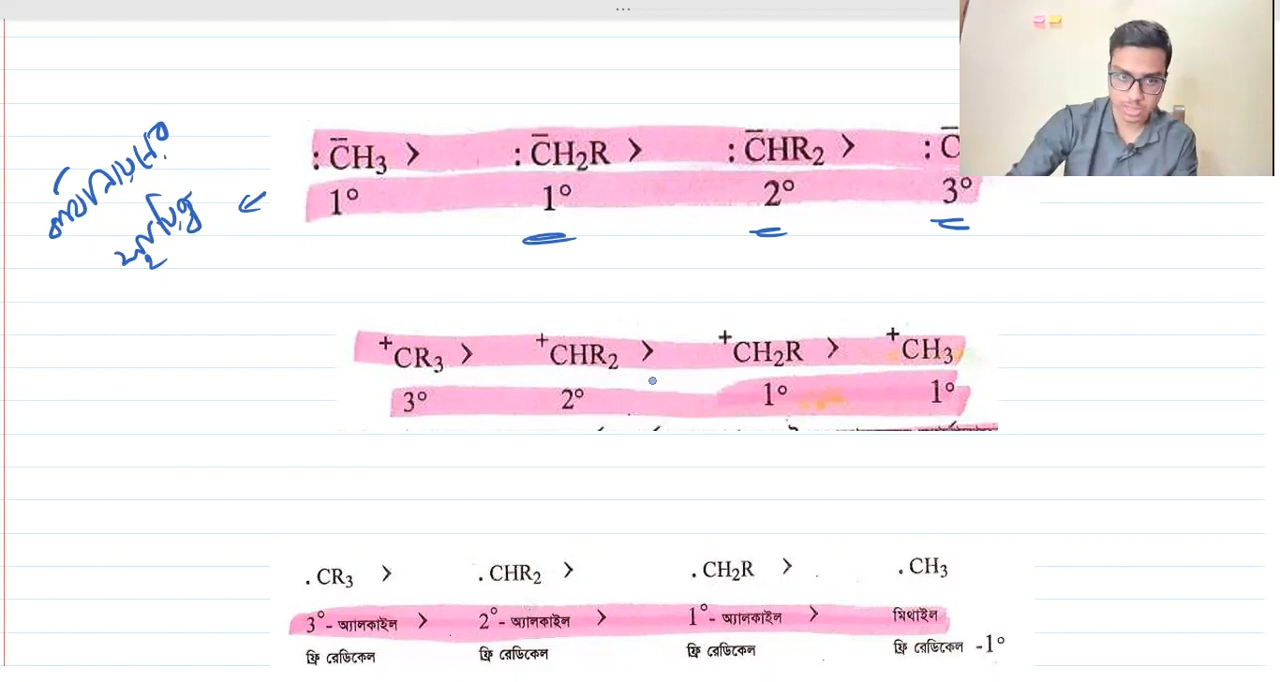 ...
:C̄H₃ > :C̄H₂R > :C̄HR₂ > :C̄
1° 1° 2° 3°
কার্বানায়নের
স্থায়িত্ব
⁺CR₃ > ⁺CHR₂ > ⁺CH₂R > ⁺CH₃
3° 2° 1° 1°
.CR₃ > .CHR₂ > .CH₂R > .CH₃
3°- অ্যালকাইল > 2°- অ্যালকাইল > 1°- অ্যালকাইল > মিথাইল
ফ্রি রেডিকেল ফ্রি রেডিকেল ফ্রি রেডিকেল ফ্রি রেডিকেল -1°